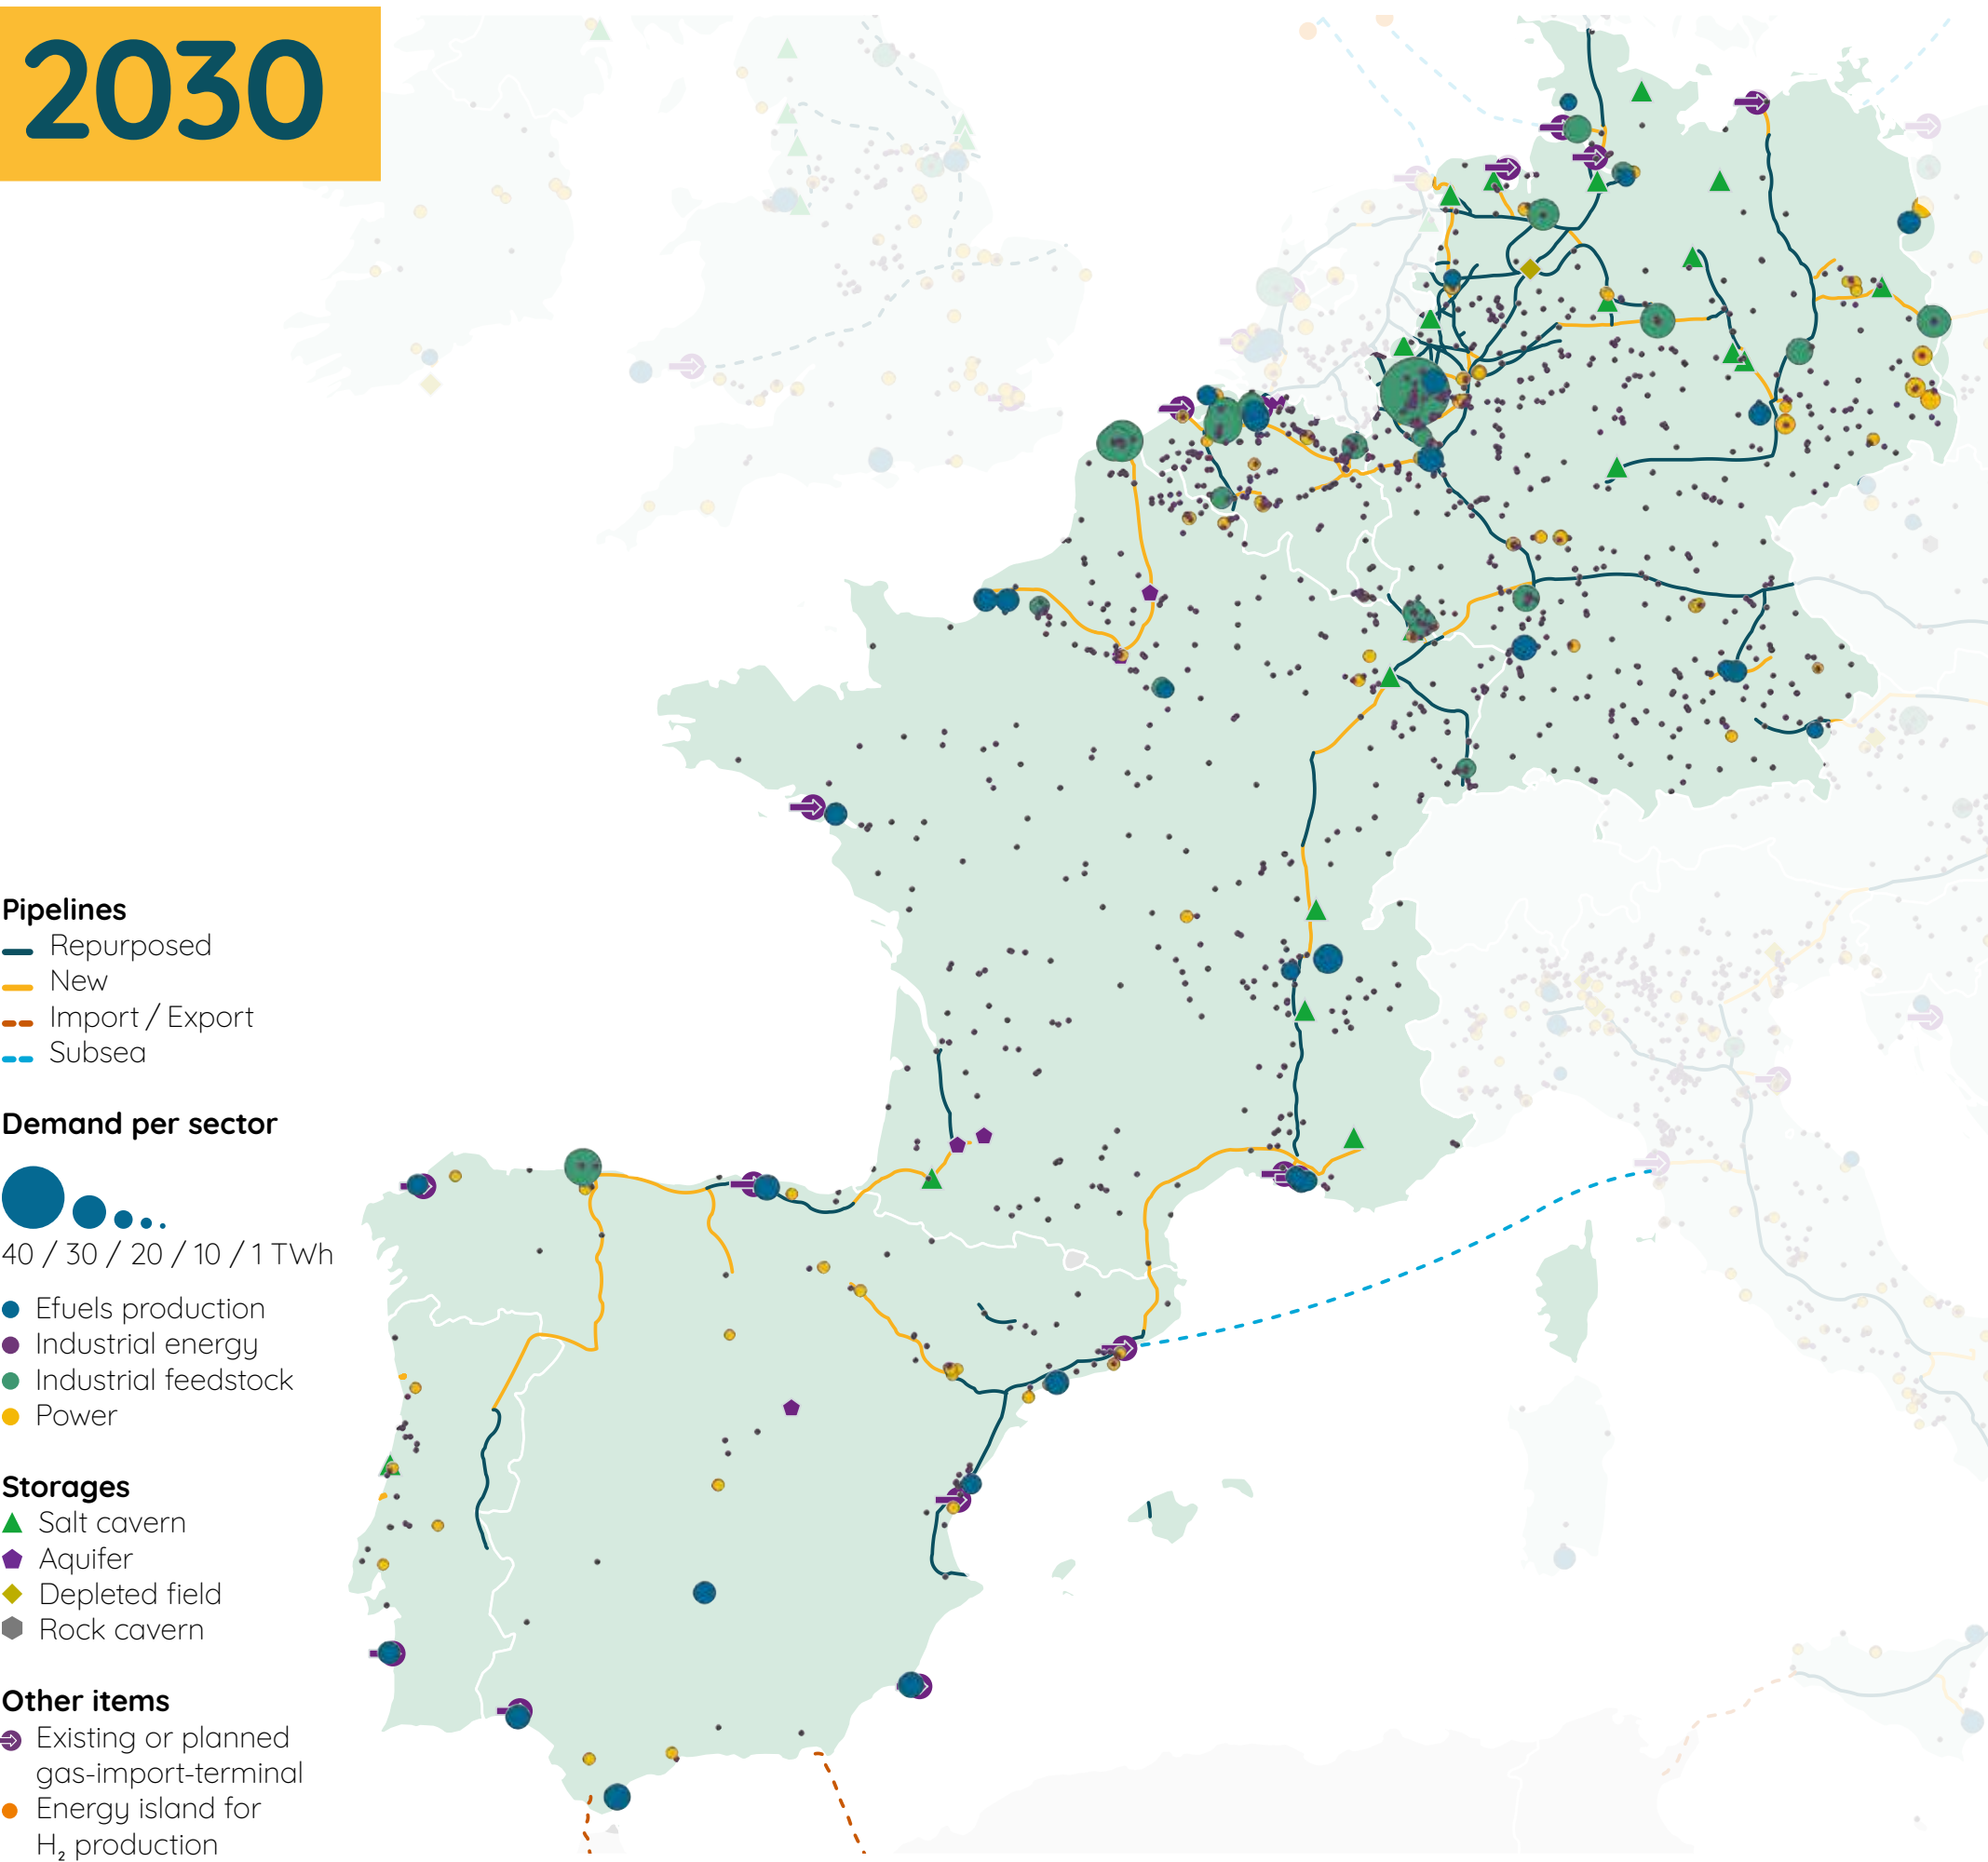 2030
Pipelines
Repurposed
New
Import / Export
Subsea
Demand per sector
40 / 30 / 20 / 10 / 1 TWh
Efuels production
Industrial energy
Industrial feedstock
Power
Storages
Salt cavern
Aquifer
Depleted field
Rock cavern
Other items
Existing or planned
gas-import-terminal
Energy island for
H₂ production